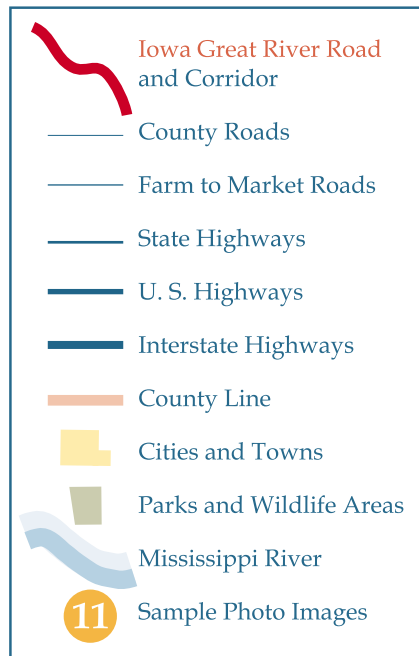 Iowa Great River Road
and Corridor
County Roads
Farm to Market Roads
State Highways
U. S. Highways
Interstate Highways
County Line
Cities and Towns
Parks and Wildlife Areas
Mississippi River
11 Sample Photo Images